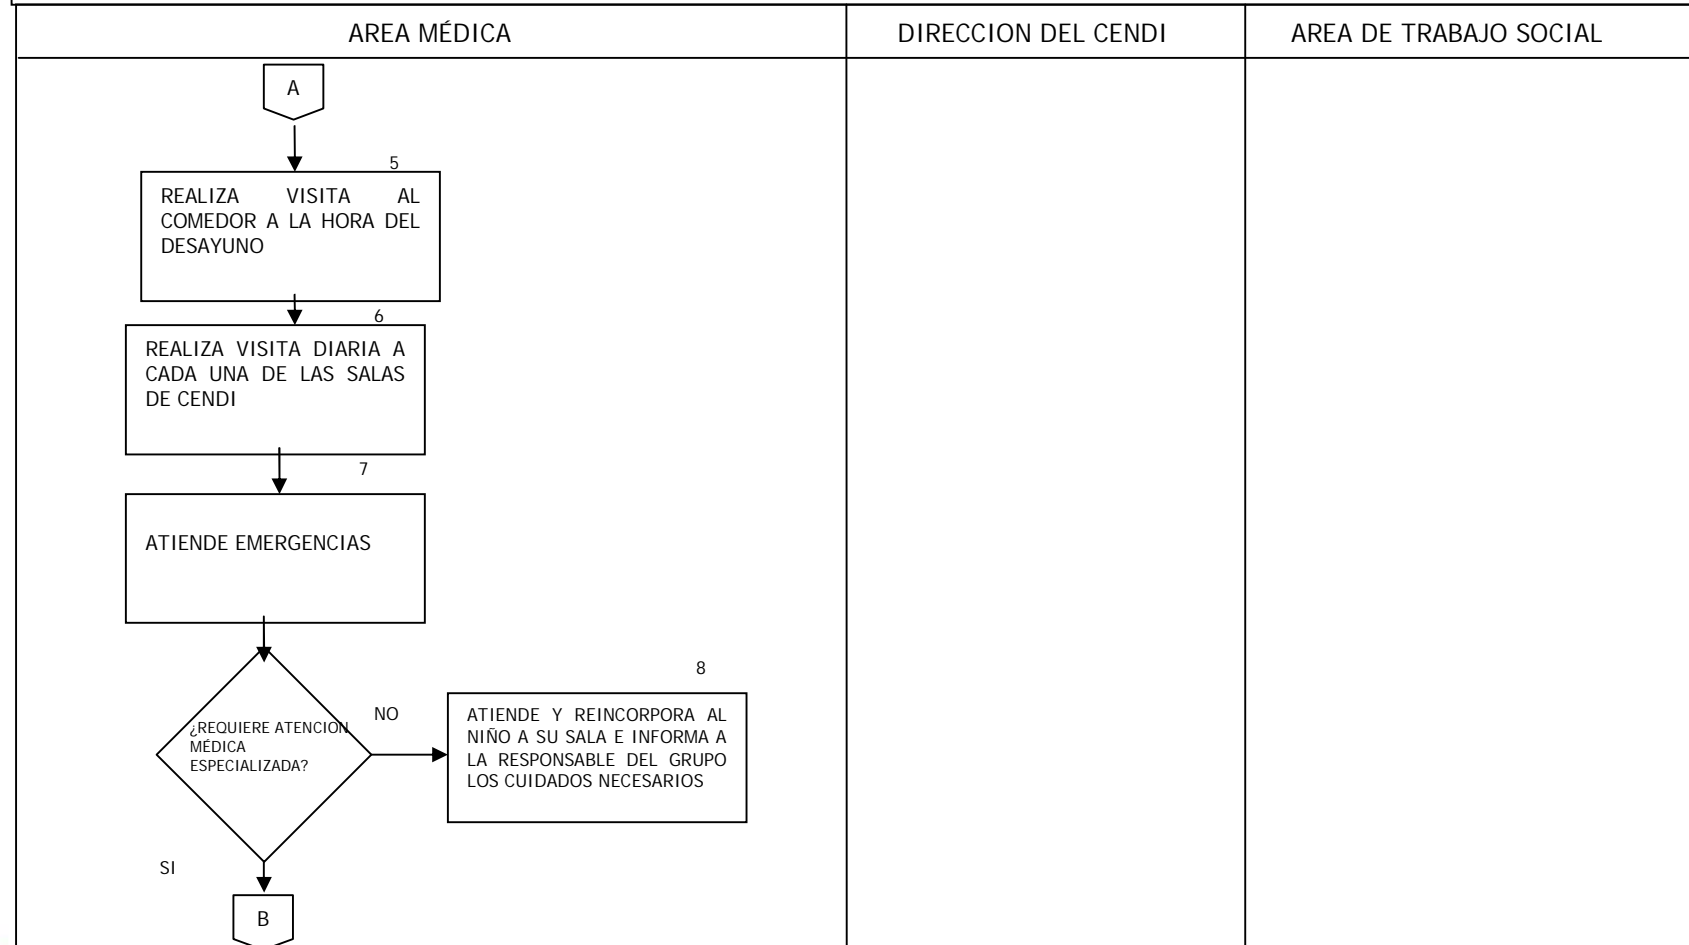 AREA MÉDICA
DIRECCION DEL CENDI
AREA DE TRABAJO SOCIAL
A
5
REALIZA VISITA AL
COMEDOR A LA HORA DEL
DESAYUNO
6
REALIZA VISITA DIARIA A
CADA UNA DE LAS SALAS
DE CENDI
7
ATIENDE EMERGENCIAS
¿REQUIERE ATENCION
MÉDICA
ESPECIALIZADA?
NO
8
ATIENDE Y REINCORPORA AL
NIÑO A SU SALA E INFORMA A
LA RESPONSABLE DEL GRUPO
LOS CUIDADOS NECESARIOS
SI
B